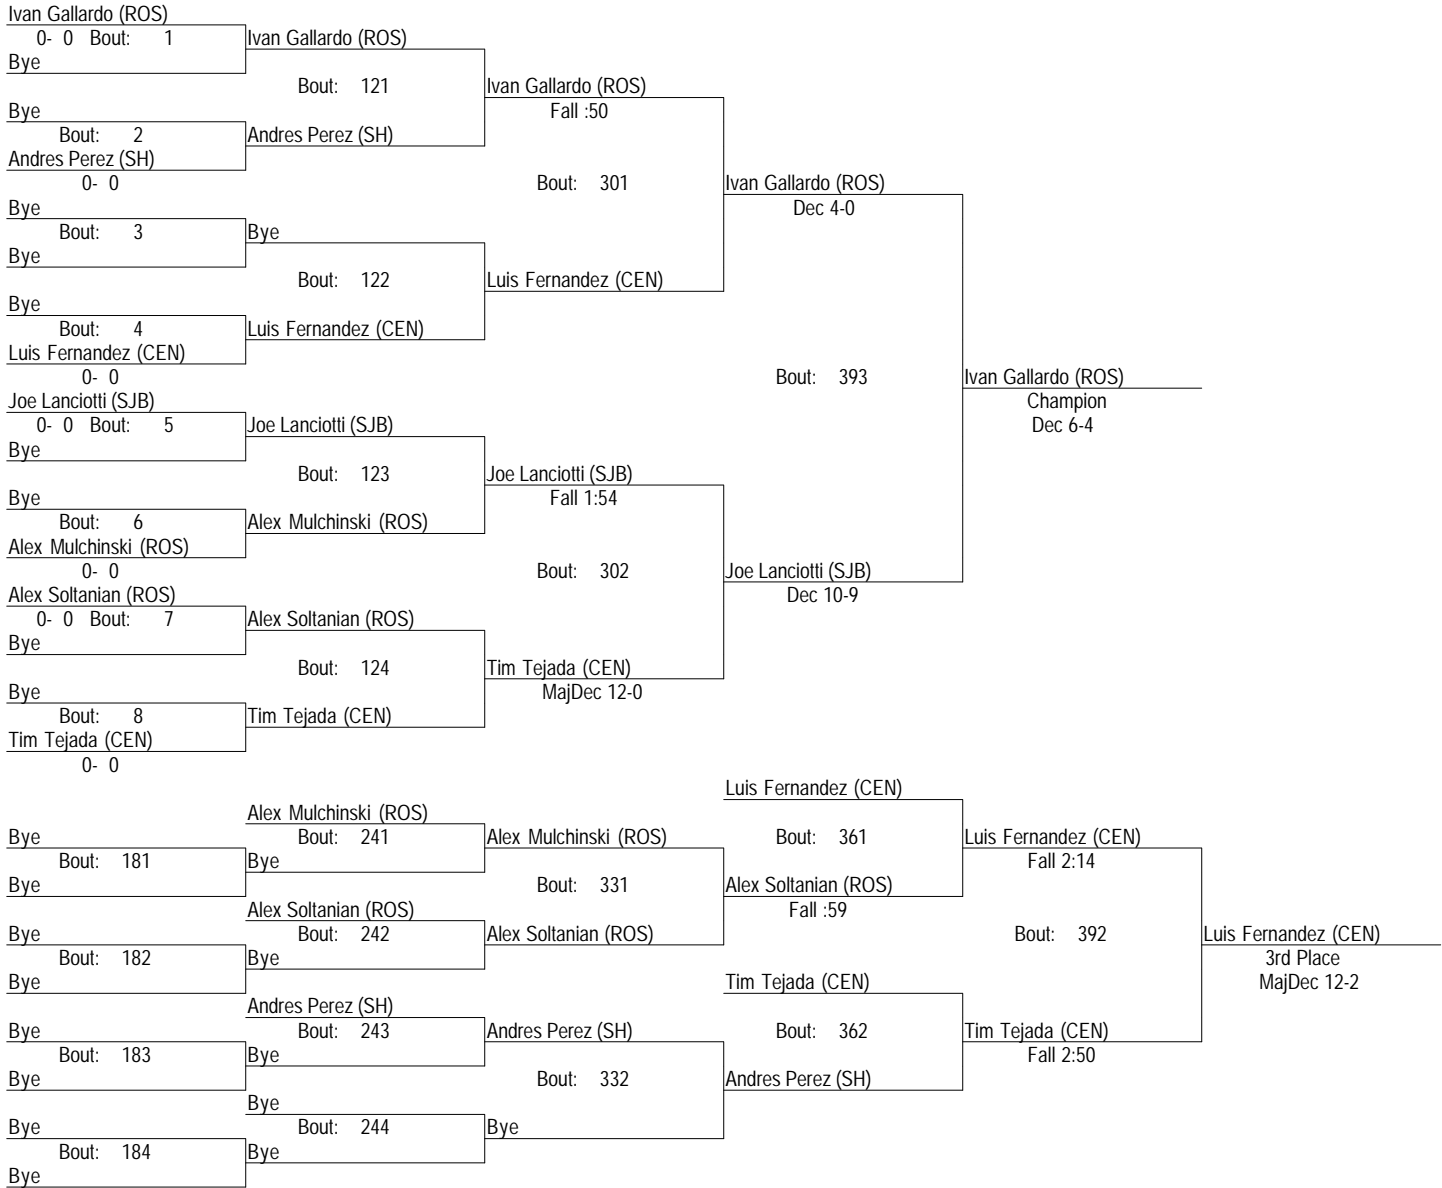 Ivan Gallardo (ROS)
0- 0 Bout: 1
Bye
Bye
Bout: 2
Andres Perez (SH)
0- 0
Bye
Bout: 3
Bye
Bye
Bout: 4
Luis Fernandez (CEN)
0- 0
Joe Lanciotti (SJB)
0- 0 Bout: 5
Bye
Bye
Bout: 6
Alex Mulchinski (ROS)
0- 0
Alex Soltanian (ROS)
0- 0 Bout: 7
Bye
Bye
Bout: 8
Tim Tejada (CEN)
0- 0
Ivan Gallardo (ROS)
Bout: 121
Andres Perez (SH)
Bye
Bout: 122
Luis Fernandez (CEN)
Joe Lanciotti (SJB)
Bout: 123
Alex Mulchinski (ROS)
Alex Soltanian (ROS)
Bout: 124
Tim Tejada (CEN)
Ivan Gallardo (ROS)
Fall :50
Bout: 301
Luis Fernandez (CEN)
Joe Lanciotti (SJB)
Fall 1:54
Bout: 302
Tim Tejada (CEN)
MajDec 12-0
Ivan Gallardo (ROS)
Dec 4-0
Bout: 393
Joe Lanciotti (SJB)
Dec 10-9
Ivan Gallardo (ROS)
Champion
Dec 6-4
Bye
Bout: 181
Bye
Bye
Bout: 182
Bye
Bye
Bout: 183
Bye
Bye
Bout: 184
Bye
Alex Mulchinski (ROS)
Bout: 241
Bye
Alex Soltanian (ROS)
Bout: 242
Bye
Andres Perez (SH)
Bout: 243
Bye
Bye
Bout: 244
Bye
Alex Mulchinski (ROS)
Bout: 331
Alex Soltanian (ROS)
Andres Perez (SH)
Bout: 332
Bye
Luis Fernandez (CEN)
Bout: 361
Alex Soltanian (ROS)
Fall :59
Tim Tejada (CEN)
Bout: 362
Andres Perez (SH)
Luis Fernandez (CEN)
Fall 2:14
Bout: 392
Tim Tejada (CEN)
Fall 2:50
Luis Fernandez (CEN)
3rd Place
MajDec 12-2